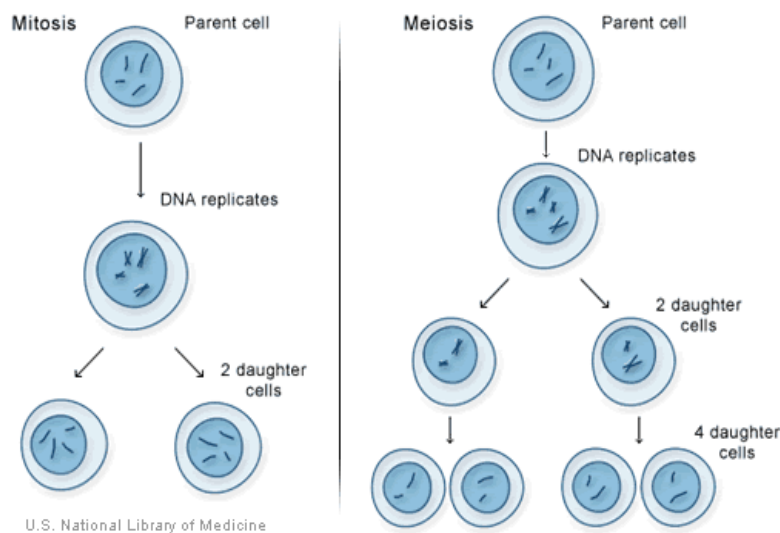 Mitosis
Parent cell
DNA replicates
2 daughter
cells
U.S. National Library of Medicine
Meiosis
Parent cell
DNA replicates
2 daughter
cells
4 daughter
cells